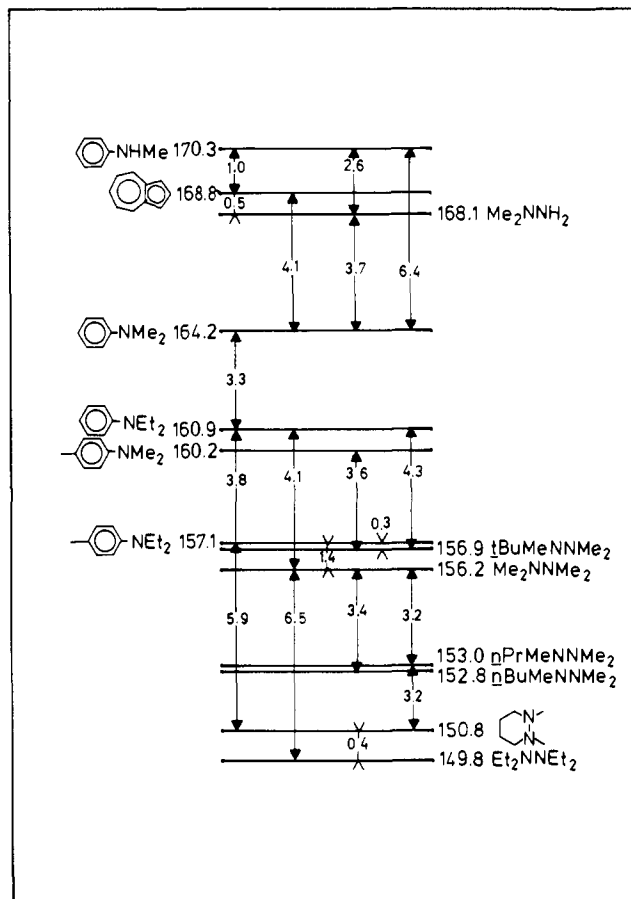 NHMe 170.3
1.0
2.6
168.8
0.5
168.1 Me₂NNH₂
4.1
3.7
6.4
NMe₂ 164.2
3.3
NEt₂ 160.9
NMe₂ 160.2
3.8
4.1
3.6
4.3
0.3
NEt₂ 157.1
156.9 tBuMeNNMe₂
1.4
156.2 Me₂NNMe₂
5.9
6.5
3.4
3.2
153.0 nPrMeNNMe₂
152.8 nBuMeNNMe₂
3.2
N
150.8
N
0.4
149.8 Et₂NNEt₂